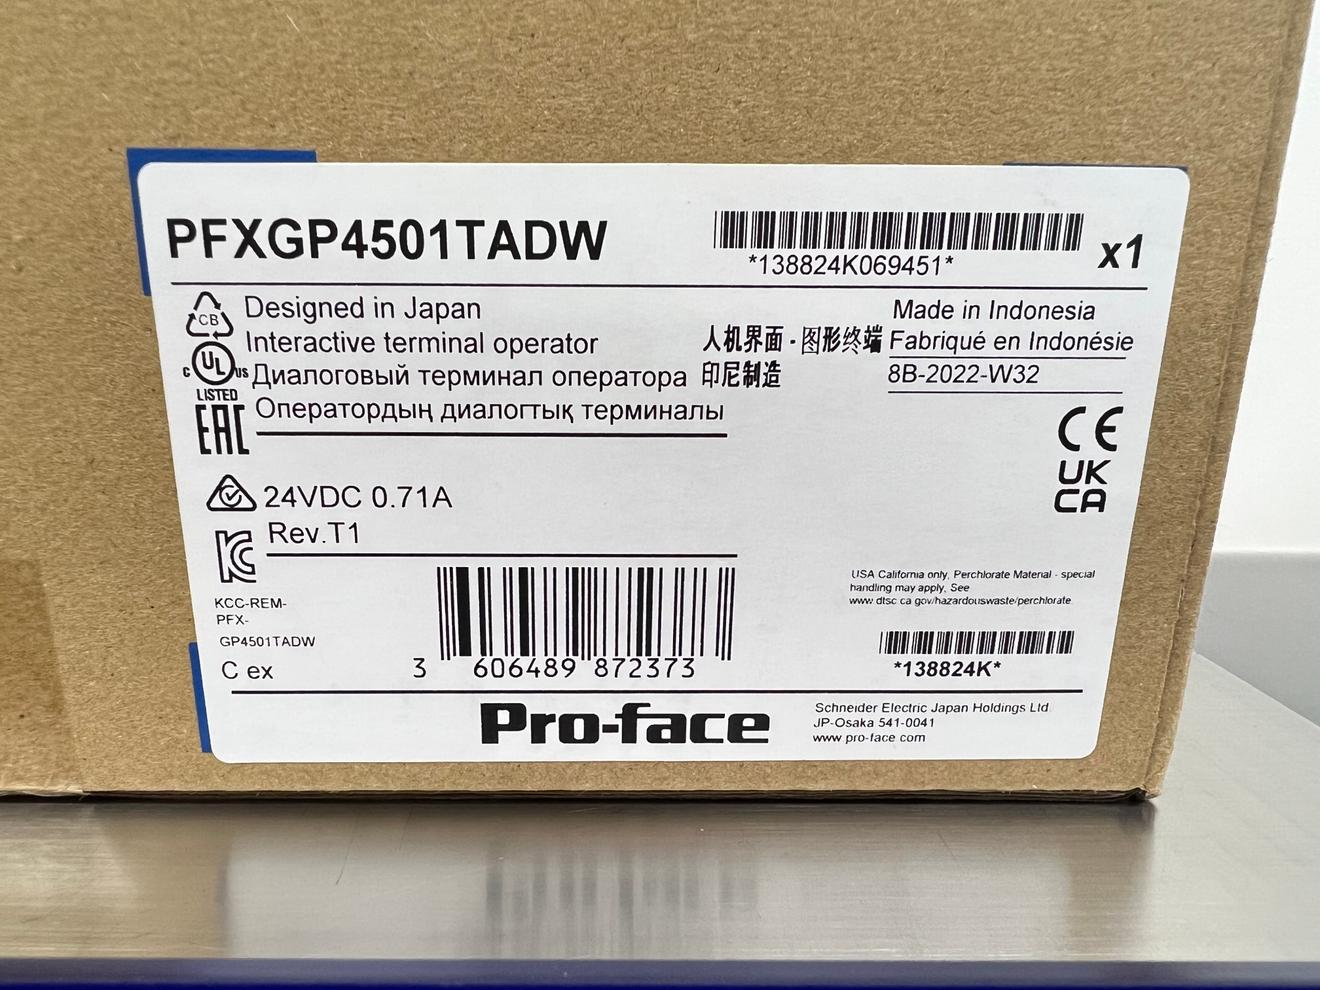 PFXGP4501TADW
*138824K069451*
x1
CB
Designed in Japan
Interactive terminal operator
Диалоговый терминал оператора
Оператордың диалогтық терминалы
人机界面 - 图形终端
印尼制造
Made in Indonesia
Fabriqué en Indonésie
8B-2022-W32
C UL US
LISTED
EAC
CE
UK
CA
24VDC 0.71A
Rev.T1
KC
KCC-REM-
PFX-
GP4501TADW
C ex
3 606489 872373
USA California only, Perchlorate Material - special
handling may apply, See
www.dtsc.ca.gov/hazardouswaste/perchlorate.
*138824K*
Pro-face
Schneider Electric Japan Holdings Ltd.
JP-Osaka 541-0041
www.pro-face.com